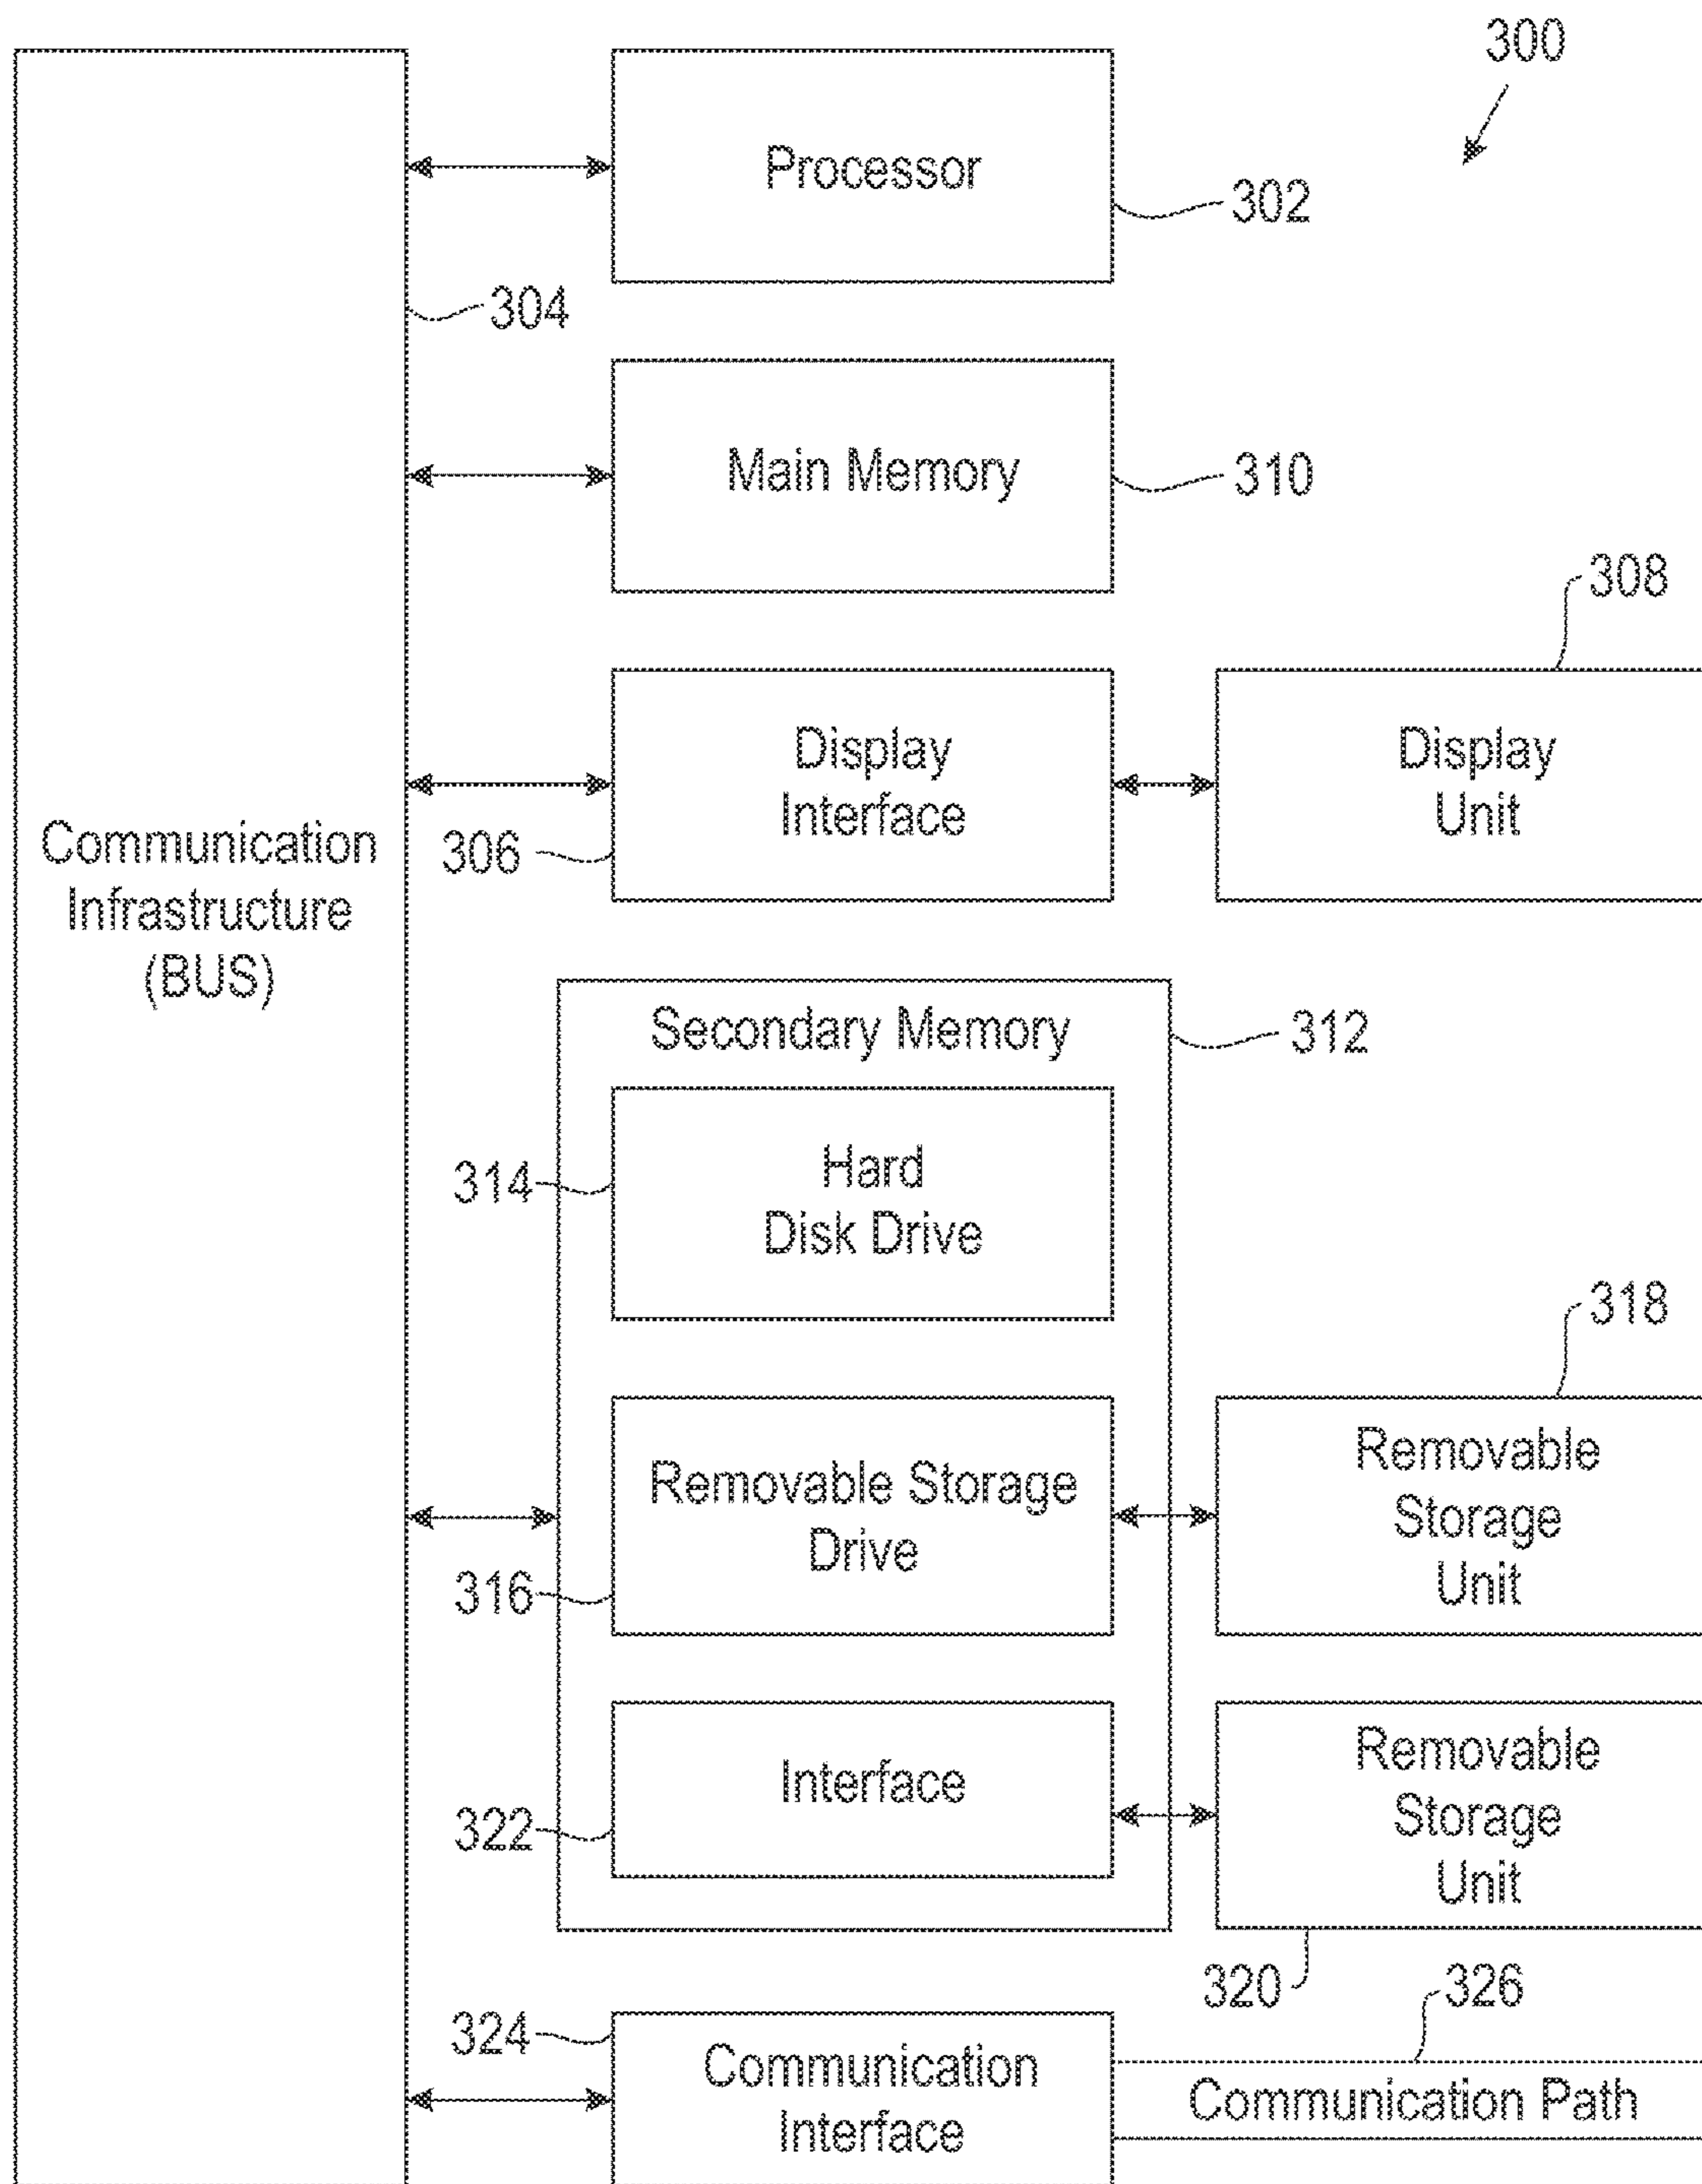 300
Processor
302
304
Main Memory
310
308
Display
Interface
Display
Unit
306
Communication
Infrastructure
(BUS)
Secondary Memory
312
Hard
Disk Drive
314
318
Removable Storage
Drive
Removable
Storage
Unit
316
Interface
Removable
Storage
Unit
322
320
326
324
Communication
Interface
Communication Path